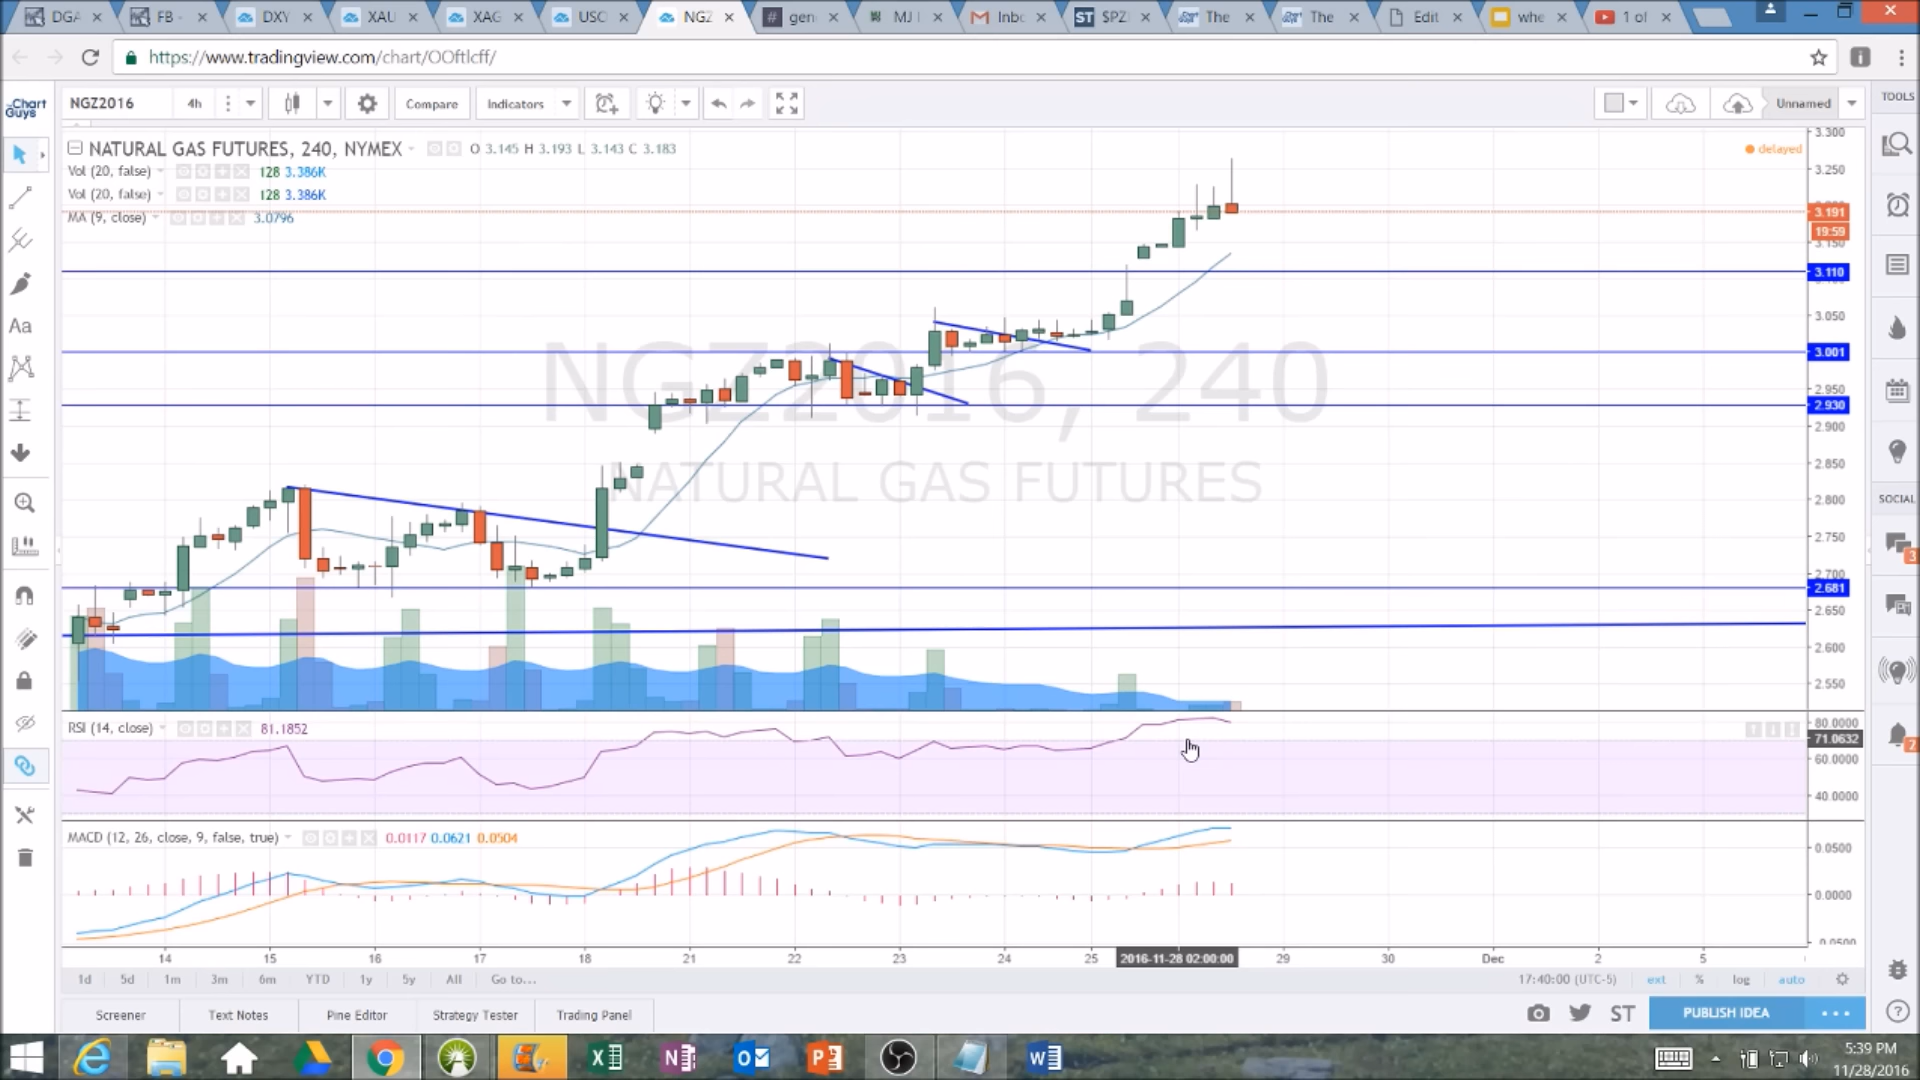 DGA
FB -
DXY
XAU
XAG
USC
NGZ
# gen
MJ
Inbc
ST $PZ
The
The
Edit
whe
1 of
https://www.tradingview.com/chart/OOftlcff/
The Chart Guys
NGZ2016 4h Compare Indicators Unnamed
TOOLS
NATURAL GAS FUTURES, 240, NYMEX O 3.145 H 3.193 L 3.143 C 3.183
delayed
Vol (20, false) 128 3.386K
Vol (20, false) 128 3.386K
MA (9, close) 3.0796
NGZ2016, 240
NATURAL GAS FUTURES
3.300
3.250
3.191
19:59
3.150
3.110
3.050
3.001
2.950
2.930
2.900
2.850
2.800
2.750
2.700
2.681
2.650
2.600
2.550
Aa
SOCIAL
3
2
RSI (14, close) 81.1852
80.0000
71.0632
60.0000
40.0000
MACD (12, 26, close, 9, false, true) 0.0117 0.0621 0.0504
0.0500
0.0000
14 15 16 17 18 21 22 23 24 25 2016-11-28 02:00:00 29 30 Dec 2 5
1d 5d 1m 3m 6m YTD 1y 5y All Go to... 17:40:00 (UTC-5) ext % log auto
Screener Text Notes Pine Editor Strategy Tester Trading Panel ST PUBLISH IDEA
5:39 PM
11/28/2016